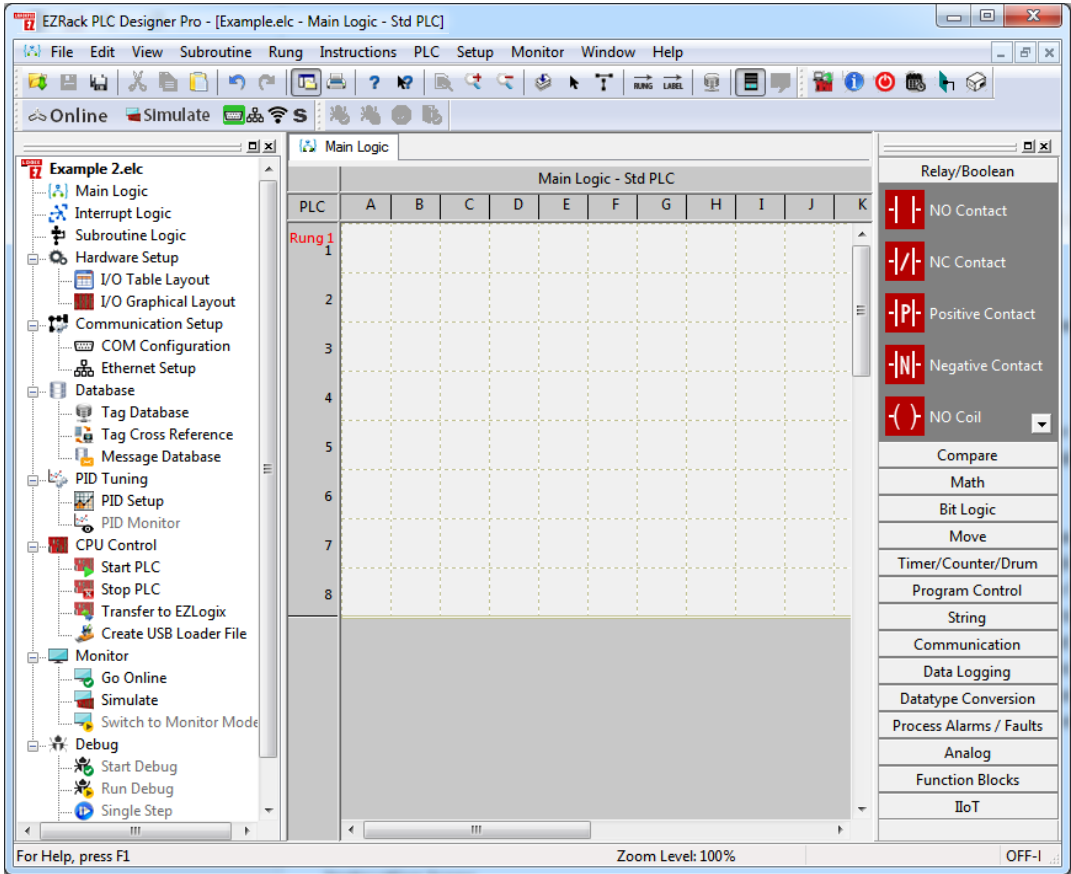 EZRack PLC Designer Pro - [Example.elc - Main Logic - Std PLC]
File Edit View Subroutine Rung Instructions PLC Setup Monitor Window Help
RUNG LABEL
Online Simulate S
Example 2.elc
Main Logic
Interrupt Logic
Subroutine Logic
Hardware Setup
I/O Table Layout
I/O Graphical Layout
Communication Setup
COM Configuration
Ethernet Setup
Database
Tag Database
Tag Cross Reference
Message Database
PID Tuning
PID Setup
PID Monitor
CPU Control
Start PLC
Stop PLC
Transfer to EZLogix
Create USB Loader File
Monitor
Go Online
Simulate
Switch to Monitor Mode
Debug
Start Debug
Run Debug
Single Step
Main Logic
Main Logic - Std PLC
PLC A B C D E F G H I J K
Rung 1
1
2
3
4
5
6
7
8
Relay/Boolean
NO Contact
NC Contact
P Positive Contact
N Negative Contact
NO Coil
Compare
Math
Bit Logic
Move
Timer/Counter/Drum
Program Control
String
Communication
Data Logging
Datatype Conversion
Process Alarms / Faults
Analog
Function Blocks
IIoT
For Help, press F1
Zoom Level: 100%
OFF-l